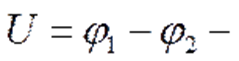 U = φ₁ − φ₂ −